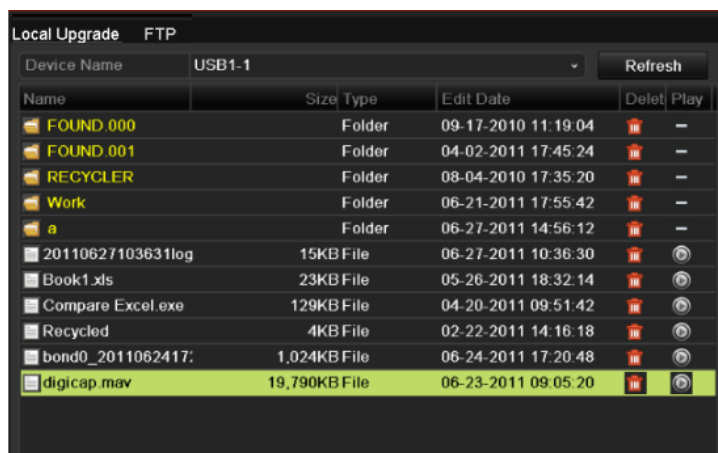 Local Upgrade FTP
Device Name USB1-1 Refresh
Name Size Type Edit Date Delet Play
FOUND.000 Folder 09-17-2010 11:19:04 –
FOUND.001 Folder 04-02-2011 17:45:24 –
RECYCLER Folder 08-04-2010 17:35:20 –
Work Folder 06-21-2011 17:55:42 –
a Folder 06-27-2011 14:56:12 –
20110627103631log 15KB File 06-27-2011 10:36:30
Book1.xls 23KB File 05-26-2011 18:32:14
Compare Excel.exe 129KB File 04-20-2011 09:51:42
Recycled 4KB File 02-22-2011 14:16:18
bond0_2011062417: 1,024KB File 06-24-2011 17:20:48
digicap.mav 19,790KB File 06-23-2011 09:05:20